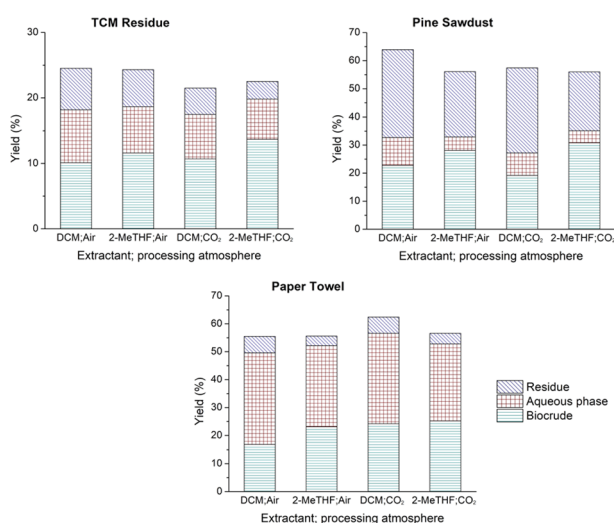 TCM Residue
Yield (%)
30
20
10
0
DCM;Air 2-MeTHF;Air DCM;CO₂ 2-MeTHF;CO₂
Extractant; processing atmosphere
Pine Sawdust
Yield (%)
70
60
50
40
30
20
10
0
DCM;Air 2-MeTHF;Air DCM;CO₂ 2-MeTHF;CO₂
Extractant; processing atmosphere
Paper Towel
Yield (%)
70
60
50
40
30
20
10
0
DCM;Air 2-MeTHF;Air DCM;CO₂ 2-MeTHF;CO₂
Extractant; processing atmosphere
Residue
Aqueous phase
Biocrude